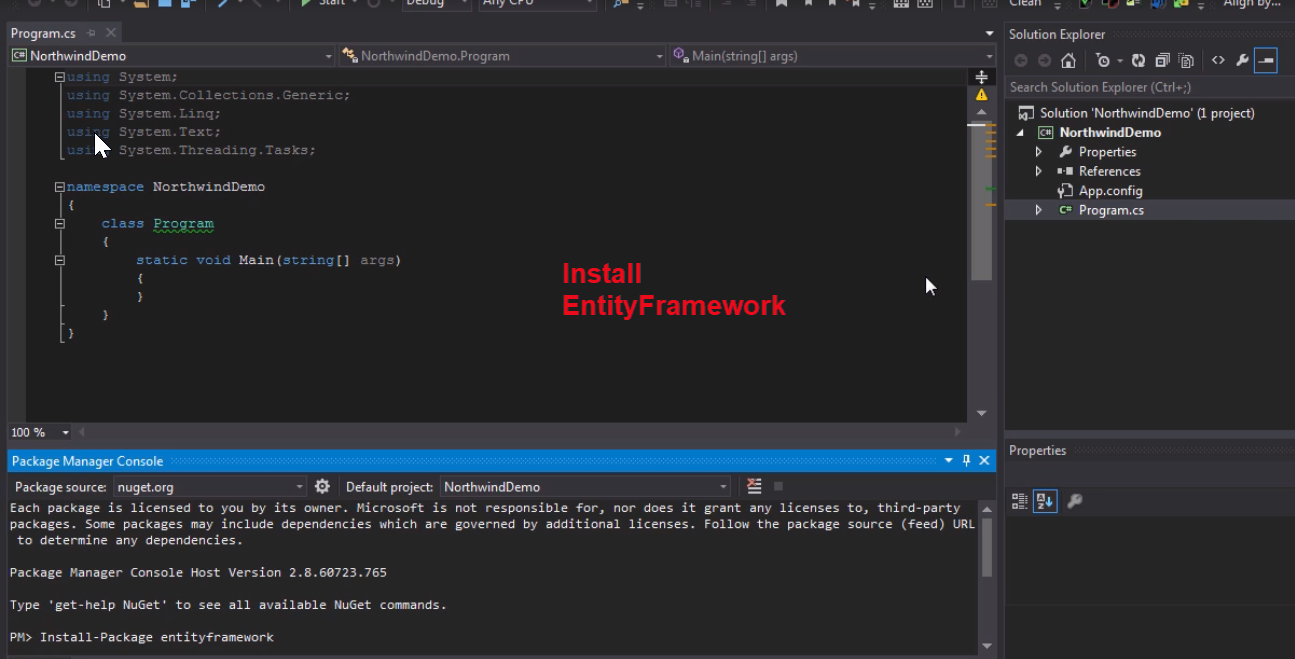 Start
Debug
Any CPU
Clean
Align by...
Program.cs
NorthwindDemo
NorthwindDemo.Program
Main(string[] args)
using System;
using System.Collections.Generic;
using System.Linq;
using System.Text;
using System.Threading.Tasks;
namespace NorthwindDemo
{
class Program
{
static void Main(string[] args)
{
}
}
}
Install
EntityFramework
100 %
Solution Explorer
Search Solution Explorer (Ctrl+;)
Solution 'NorthwindDemo' (1 project)
C# NorthwindDemo
Properties
References
App.config
C# Program.cs
Package Manager Console
Package source: nuget.org
Default project: NorthwindDemo
Each package is licensed to you by its owner. Microsoft is not responsible for, nor does it grant any licenses to, third-party
packages. Some packages may include dependencies which are governed by additional licenses. Follow the package source (feed) URL
to determine any dependencies.
Package Manager Console Host Version 2.8.60723.765
Type 'get-help NuGet' to see all available NuGet commands.
PM> Install-Package entityframework
Properties